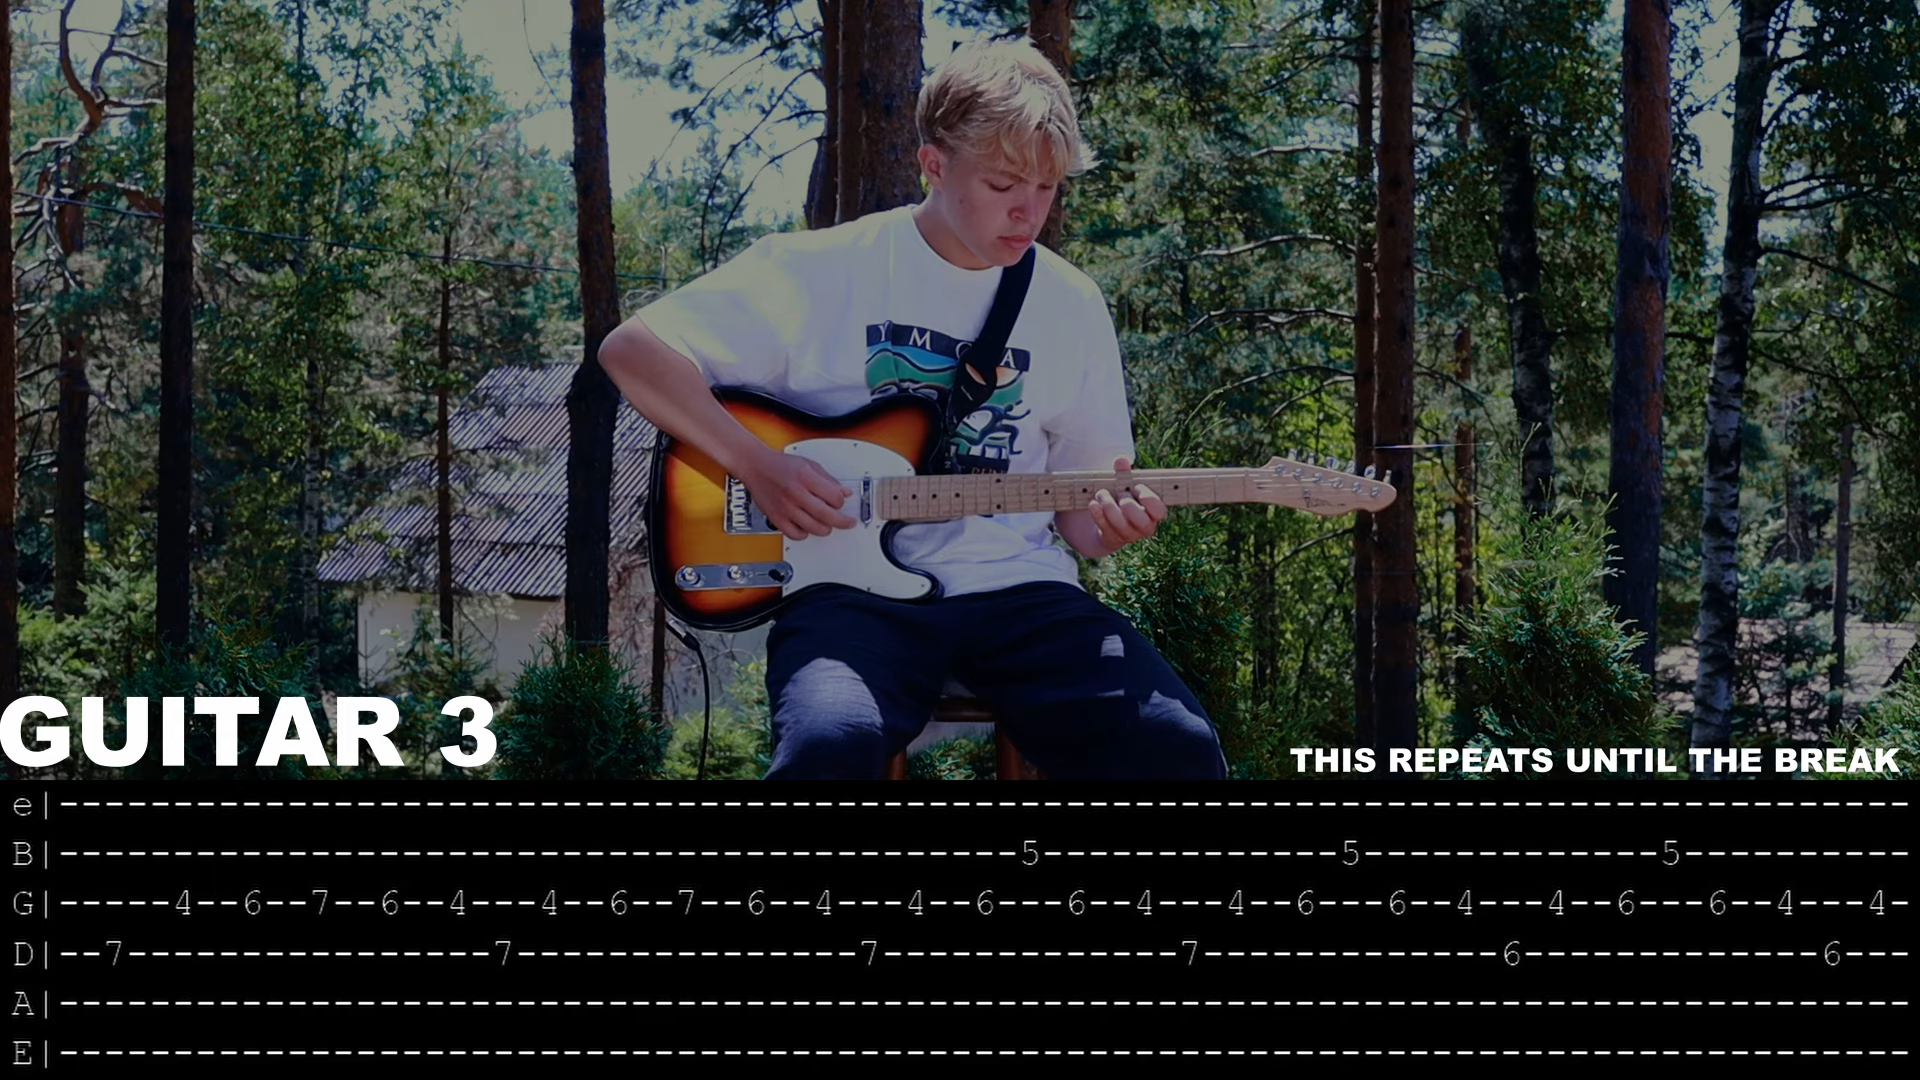 Y M C A
GUITAR 3
THIS REPEATS UNTIL THE BREAK
e|---------------------------------------------------------------------------------
B|------------------------------------------5-------------5-------------5----------
G|-----4--6--7--6--4---4--6--7--6--4---4--6---6--4---4--6---6--4---4--6---6--4---4-
D|--7----------------7---------------7-------------7-------------6-------------6---
A|---------------------------------------------------------------------------------
E|---------------------------------------------------------------------------------